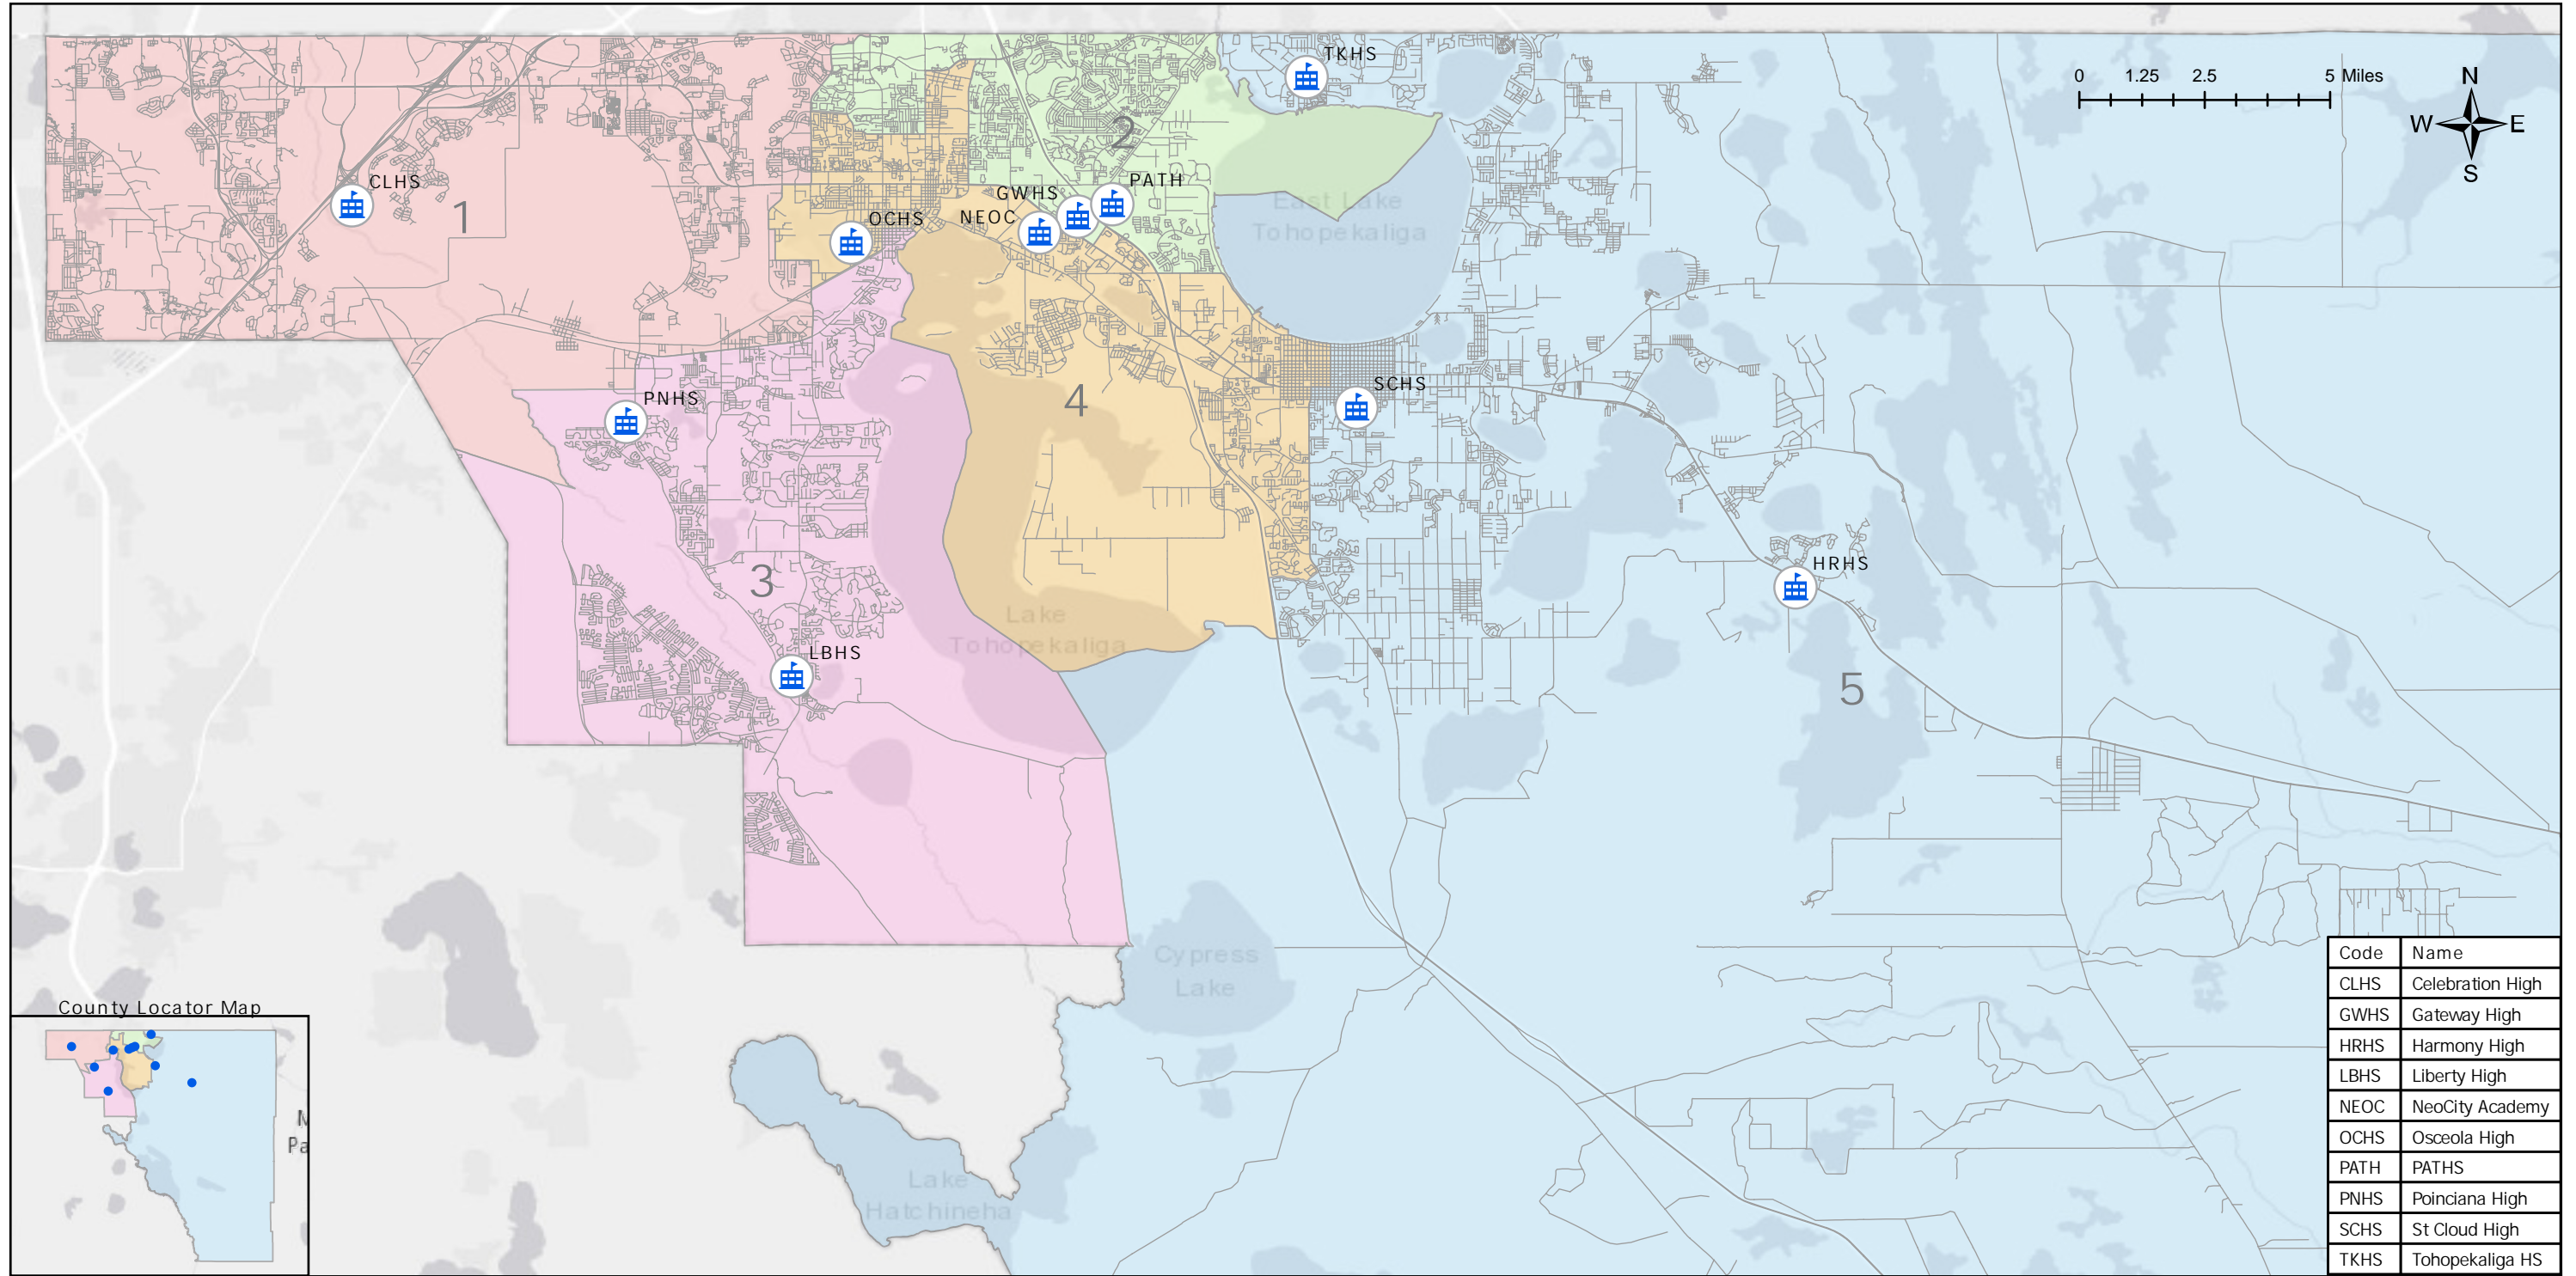 TKHS
0 1.25 2.5 5 Miles
N
W E
S
2
CLHS
PATH
GWHS
1
OCHS
NEOC
East Lake
Tohopekaliga
SCHS
PNHS
4
HRHS
3
Lake
Tohopekaliga
LBHS
5
Cypress
Lake
Lake
Hatchineha
County Locator Map
Pa
Code Name
CLHS Celebration High
GWHS Gateway High
HRHS Harmony High
LBHS Liberty High
NEOC NeoCity Academy
OCHS Osceola High
PATH PATHS
PNHS Poinciana High
SCHS St Cloud High
TKHS Tohopekaliga HS